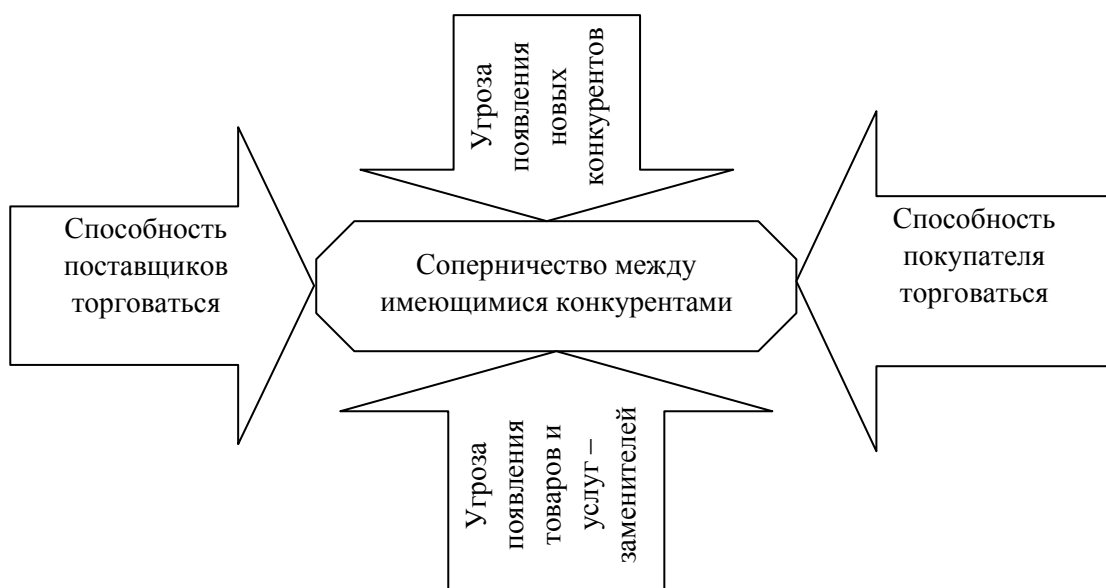 Угроза
появления
новых
конкурентов
Способность
поставщиков
торговаться
Соперничество между
имеющимися конкурентами
Способность
покупателя
торговаться
Угроза
появления
товаров и
услуг –
заменителей